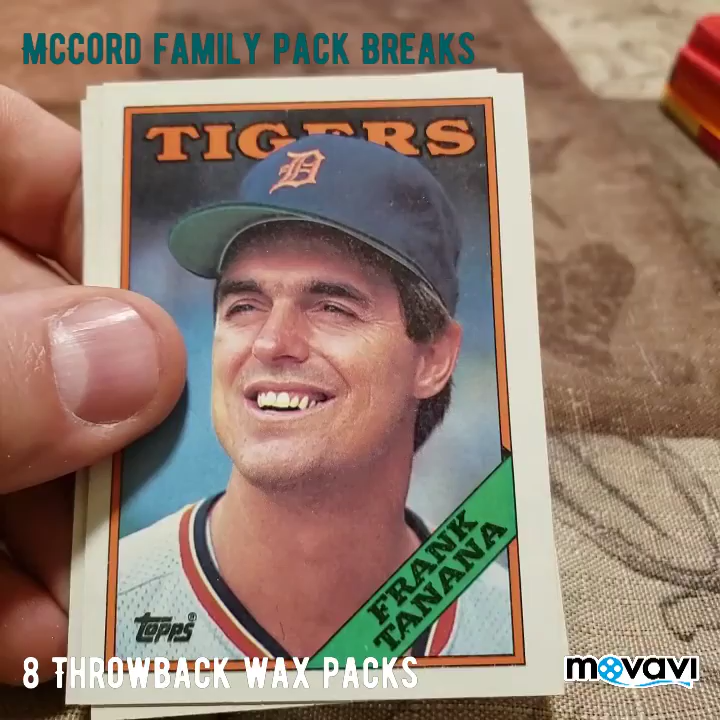 MCCORD FAMILY PACK BREAKS
TIGERS
D
FRANK
TANANA
topps®
8 THROWBACK WAX PACKS
movavi